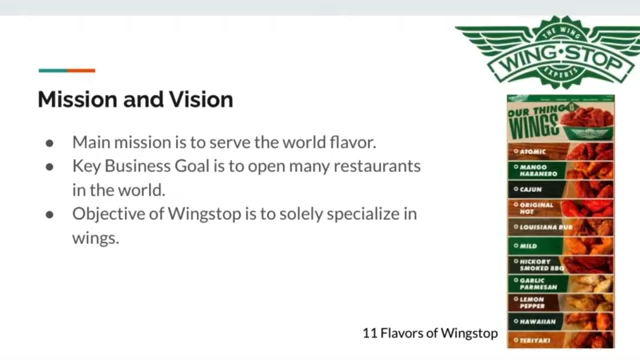 THE WING
WING·STOP
EXPERTS
Mission and Vision
● Main mission is to serve the world flavor.
● Key Business Goal is to open many restaurants
in the world.
● Objective of Wingstop is to solely specialize in
wings.
OUR THING
WINGS
ATOMIC
MANGO
HABANERO
CAJUN
ORIGINAL
HOT
LOUISIANA RUB
MILD
HICKORY
SMOKED BBQ
GARLIC
PARMESAN
LEMON
PEPPER
HAWAIIAN
TERIYAKI
11 Flavors of Wingstop